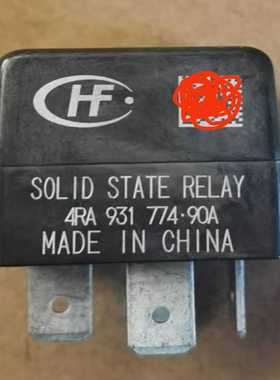 HF
SOLID STATE RELAY
4RA 931 774·90A
MADE IN CHINA